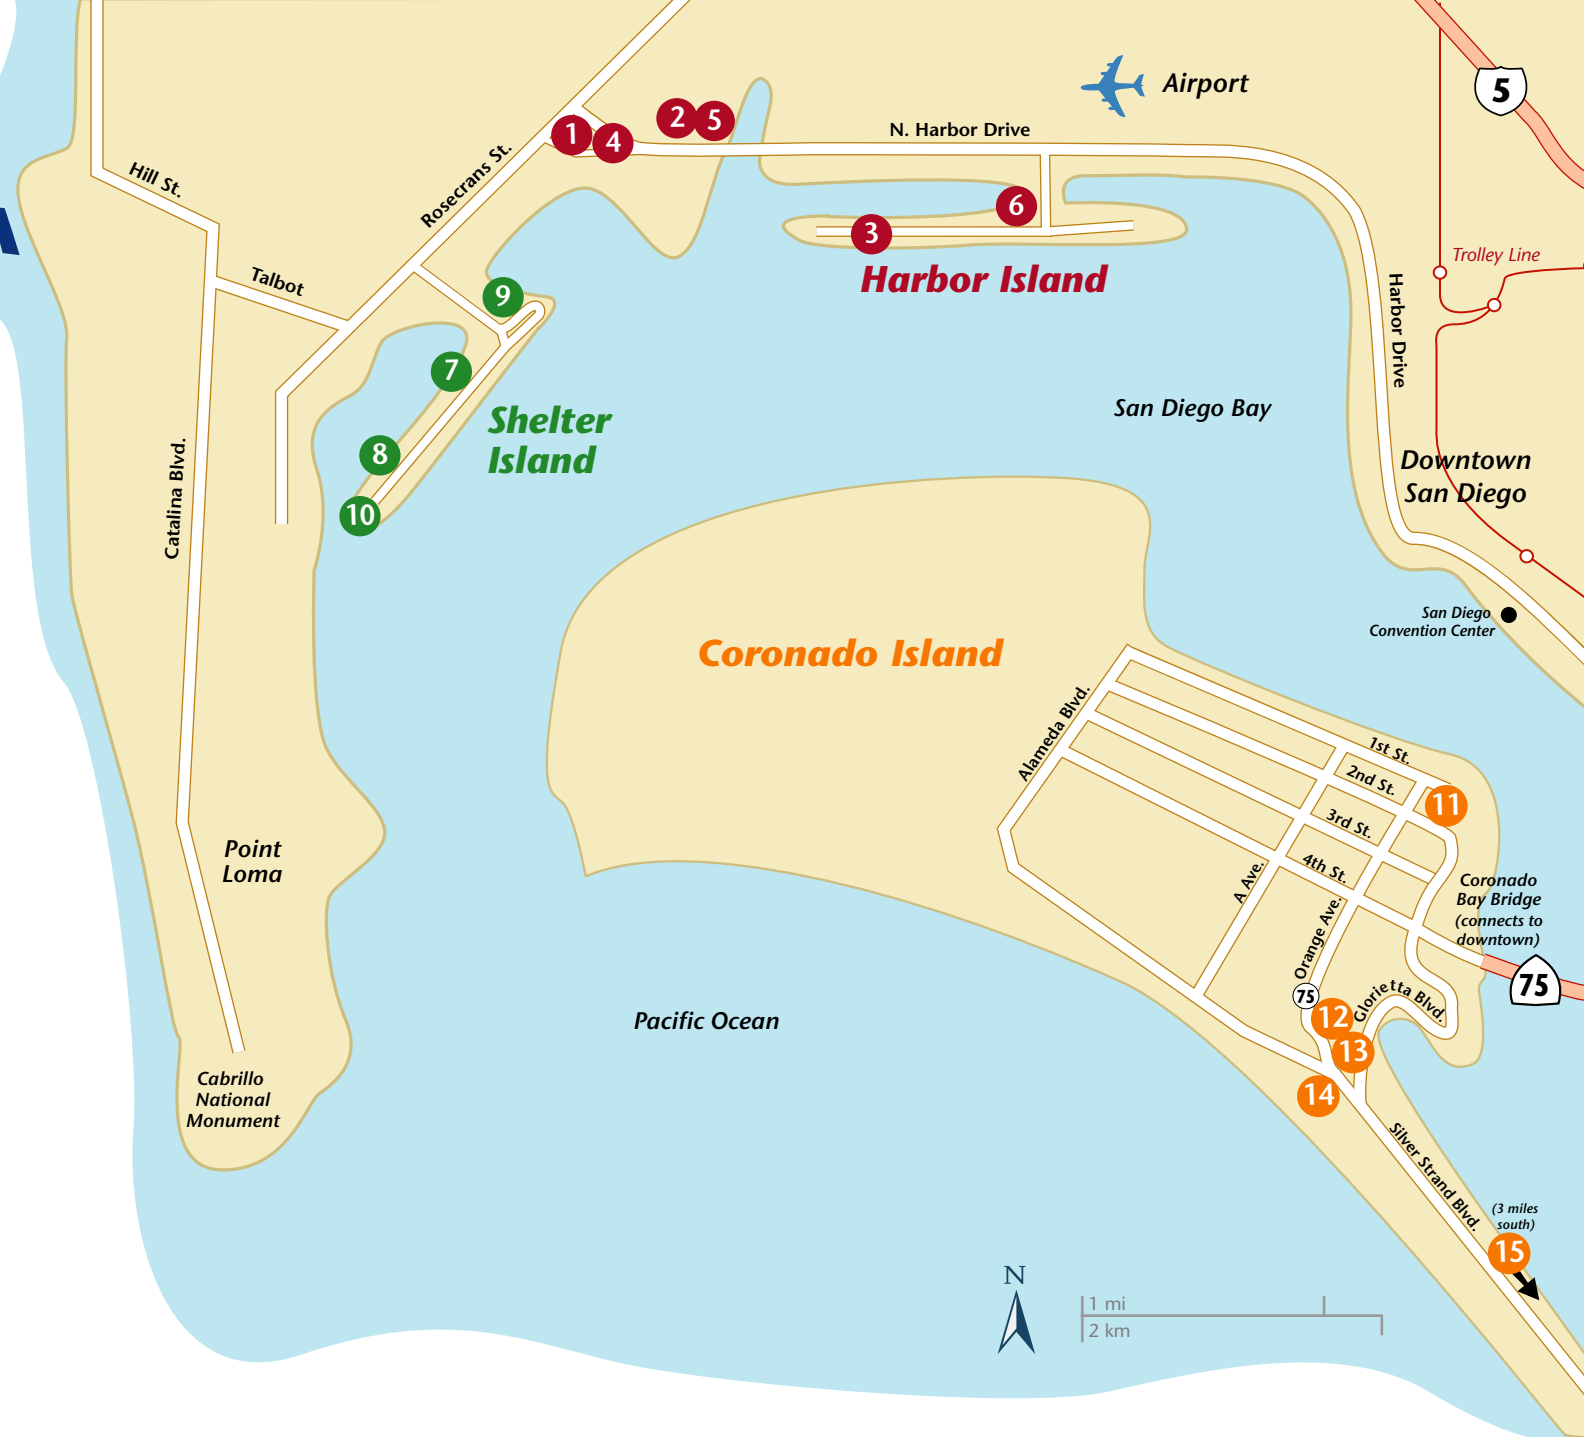 5
Airport
N. Harbor Drive
2
5
1
4
Hill St.
Rosecrans St.
6
3
Harbor Island
Trolley Line
Talbot
9
Harbor Drive
7
Shelter
Island
San Diego Bay
8
10
Catalina Blvd.
Downtown
San Diego
San Diego
Convention Center
Coronado Island
Alameda Blvd.
1st St.
2nd St.
11
3rd St.
4th St.
A Ave.
Orange Ave.
Point
Loma
Coronado
Bay Bridge
(connects to
downtown)
75
75
Glorietta Blvd.
12
13
14
Pacific Ocean
Cabrillo
National
Monument
Silver Strand Blvd.
(3 miles
south)
15
N
1 mi
2 km